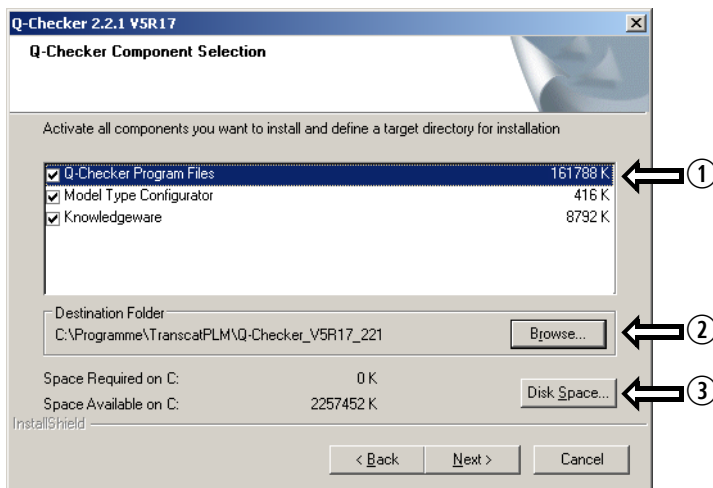 Q-Checker 2.2.1 V5R17
Q-Checker Component Selection
Activate all components you want to install and define a target directory for installation
Q-Checker Program Files 161788 K
Model Type Configurator 416 K
Knowledgeware 8792 K
1
Destination Folder
C:\Programme\TranscatPLM\Q-Checker_V5R17_221
Browse...
2
Space Required on C: 0 K
Space Available on C: 2257452 K
Disk Space...
3
InstallShield
< Back Next > Cancel